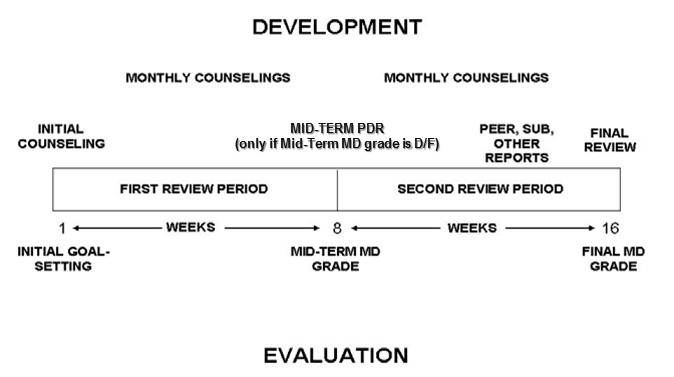 DEVELOPMENT
MONTHLY COUNSELINGS
MONTHLY COUNSELINGS
INITIAL
COUNSELING
MID-TERM PDR
(only if Mid-Term MD grade is D/F)
PEER, SUB,
OTHER
REPORTS
FINAL
REVIEW
FIRST REVIEW PERIOD
SECOND REVIEW PERIOD
1
WEEKS
8
WEEKS
16
INITIAL GOAL-
SETTING
MID-TERM MD
GRADE
FINAL MD
GRADE
EVALUATION